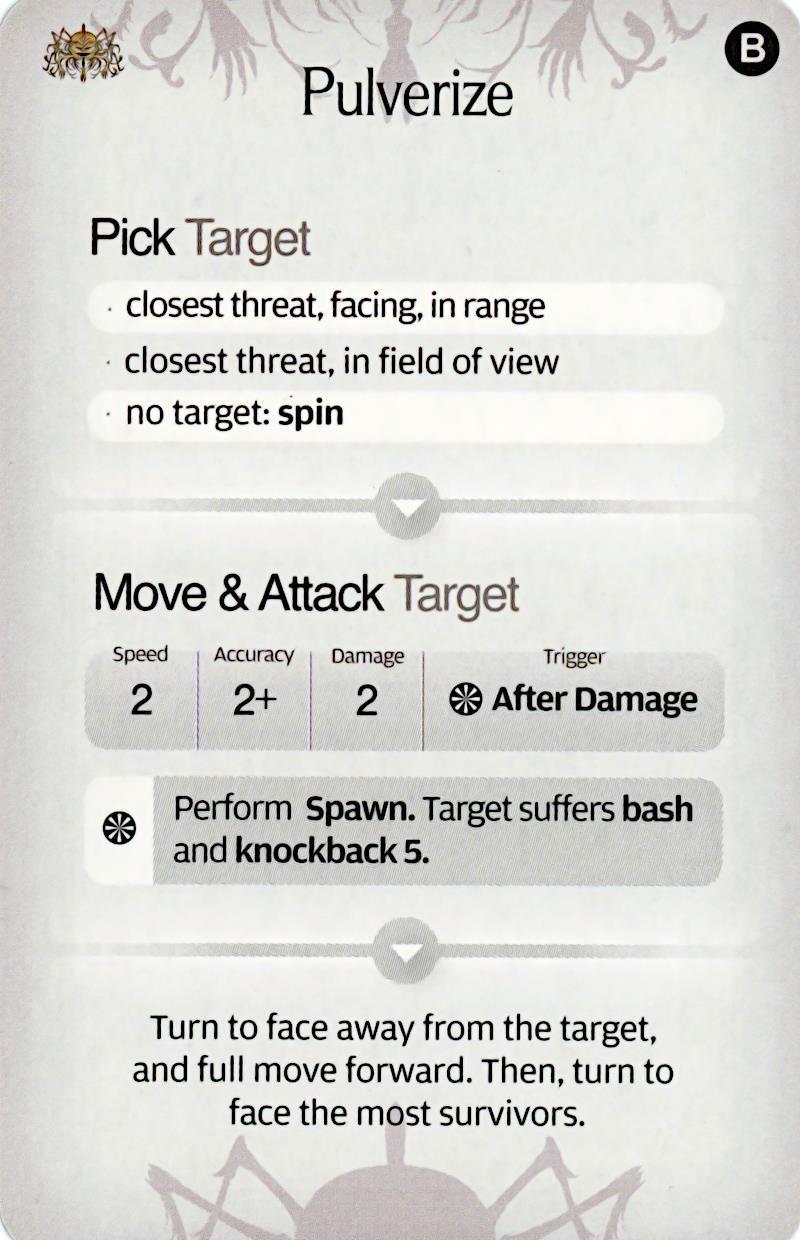 B
Pulverize
Pick Target
· closest threat, facing, in range
· closest threat, in field of view
· no target: spin
Move & Attack Target
Speed Accuracy Damage Trigger
2 2+ 2 After Damage
Perform Spawn. Target suffers bash
and knockback 5.
Turn to face away from the target,
and full move forward. Then, turn to
face the most survivors.